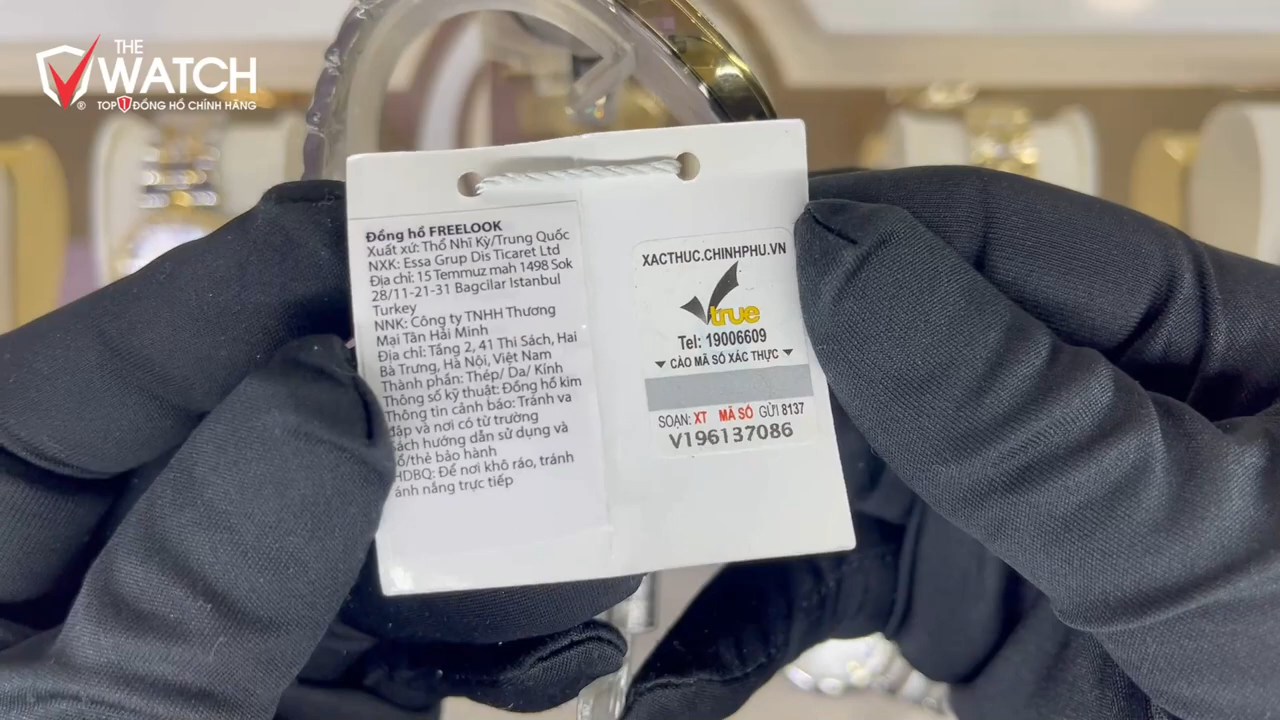 THE
WATCH
®
TOP 1 ĐỒNG HỒ CHÍNH HÃNG
Đồng hồ FREELOOK
Xuất xứ: Thổ Nhĩ Kỳ/Trung Quốc
NXK: Essa Grup Dis Ticaret Ltd
Địa chỉ: 15 Temmuz mah 1498 Sok
28/11-21-31 Bagcilar Istanbul
Turkey
NNK: Công ty TNHH Thương
Mại Tân Hải Minh
Địa chỉ: Tầng 2, 41 Thi Sách, Hai
Bà Trưng, Hà Nội, Việt Nam
Thành phần: Thép/ Da/ Kính
Thông số kỹ thuật: Đồng hồ kim
Thông tin cảnh báo: Tránh va
đập và nơi có từ trường
sách hướng dẫn sử dụng và
sổ/thẻ bảo hành
HDBQ: Để nơi khô ráo, tránh
ánh nắng trực tiếp
XACTHUC.CHINHPHU.VN
Vtrue
Tel: 19006609
CÀO MÃ SỐ XÁC THỰC
SOẠN: XT MÃ SỐ GỬI 8137
V196137086